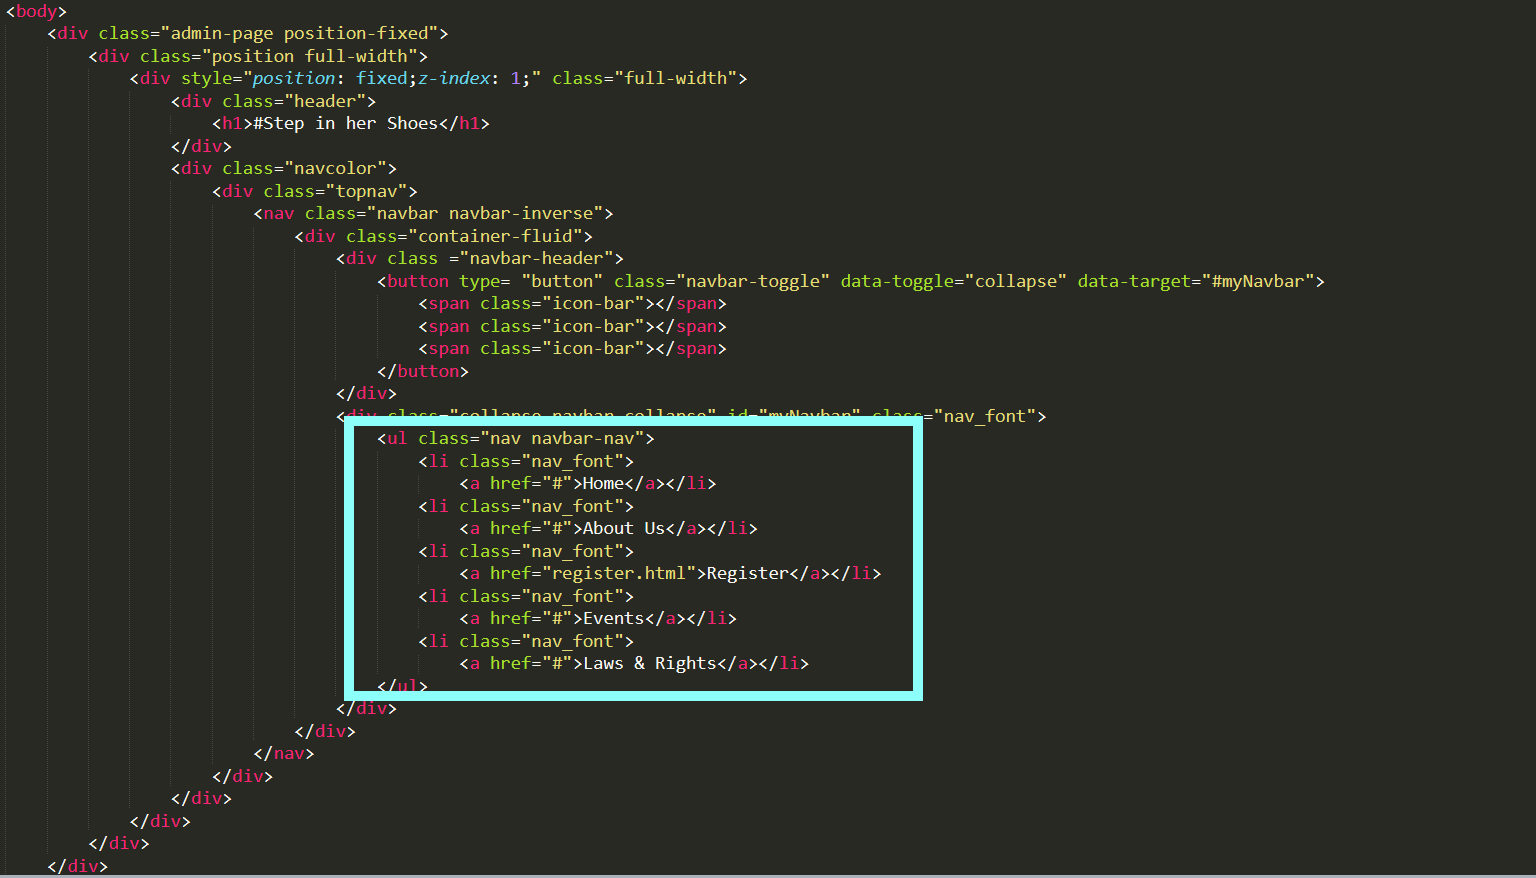 <body>
<div class="admin-page position-fixed">
<div class="position full-width">
<div style="position: fixed;z-index: 1;" class="full-width">
<div class="header">
<h1>#Step in her Shoes</h1>
</div>
<div class="navcolor">
<div class="topnav">
<nav class="navbar navbar-inverse">
<div class="container-fluid">
<div class ="navbar-header">
<button type= "button" class="navbar-toggle" data-toggle="collapse" data-target="#myNavbar">
<span class="icon-bar"></span>
<span class="icon-bar"></span>
<span class="icon-bar"></span>
</button>
</div>
<div class="collapse navbar-collapse" id="myNavbar" class="nav_font">
<ul class="nav navbar-nav">
<li class="nav_font">
<a href="#">Home</a></li>
<li class="nav_font">
<a href="#">About Us</a></li>
<li class="nav_font">
<a href="register.html">Register</a></li>
<li class="nav_font">
<a href="#">Events</a></li>
<li class="nav_font">
<a href="#">Laws & Rights</a></li>
</ul>
</div>
</div>
</nav>
</div>
</div>
</div>
</div>
</div>